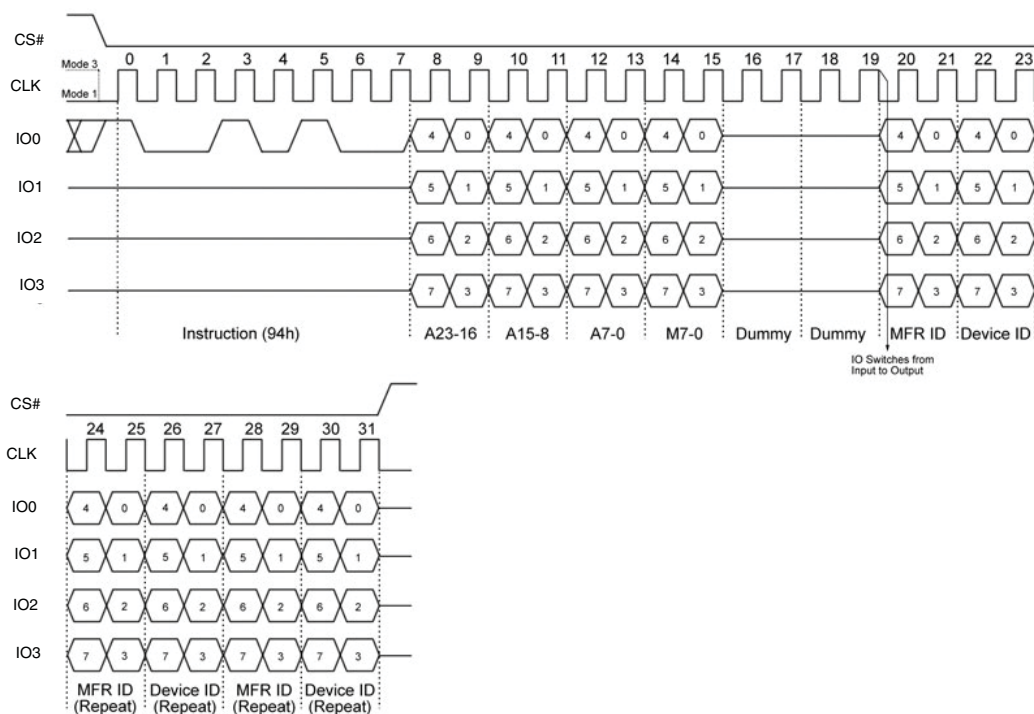 CS#
Mode 3
0 1 2 3 4 5 6 7 8 9 10 11 12 13 14 15 16 17 18 19 20 21 22 23
CLK
Mode 1
IO0 4 0 4 0 4 0 4 0 4 0 4 0
IO1 5 1 5 1 5 1 5 1 5 1 5 1
IO2 6 2 6 2 6 2 6 2 6 2 6 2
IO3 7 3 7 3 7 3 7 3 7 3 7 3
Instruction (94h) A23-16 A15-8 A7-0 M7-0 Dummy Dummy MFR ID Device ID
IO Switches from
Input to Output
CS#
24 25 26 27 28 29 30 31
CLK
IO0 4 0 4 0 4 0 4 0
IO1 5 1 5 1 5 1 5 1
IO2 6 2 6 2 6 2 6 2
IO3 7 3 7 3 7 3 7 3
MFR ID Device ID MFR ID Device ID
(Repeat) (Repeat) (Repeat) (Repeat)